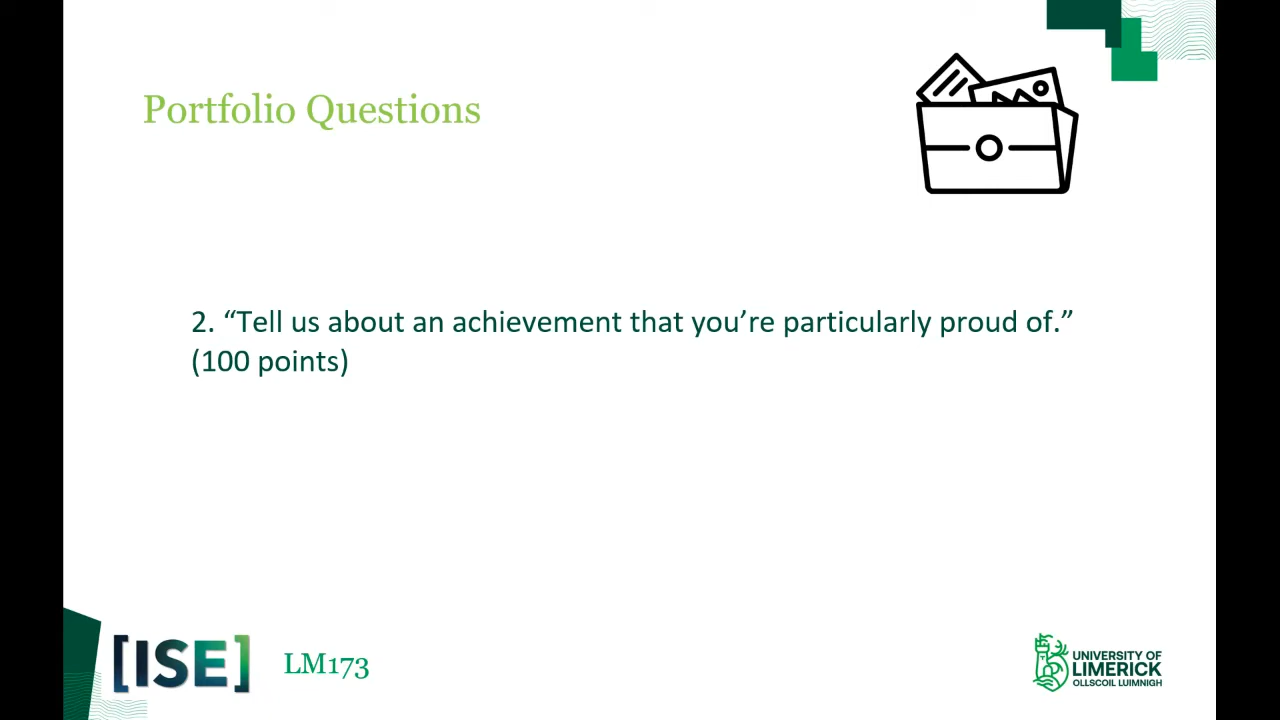 Portfolio Questions
2. “Tell us about an achievement that you’re particularly proud of.”
(100 points)
[ISE]
LM173
UNIVERSITY OF
LIMERICK
OLLSCOIL LUIMNIGH